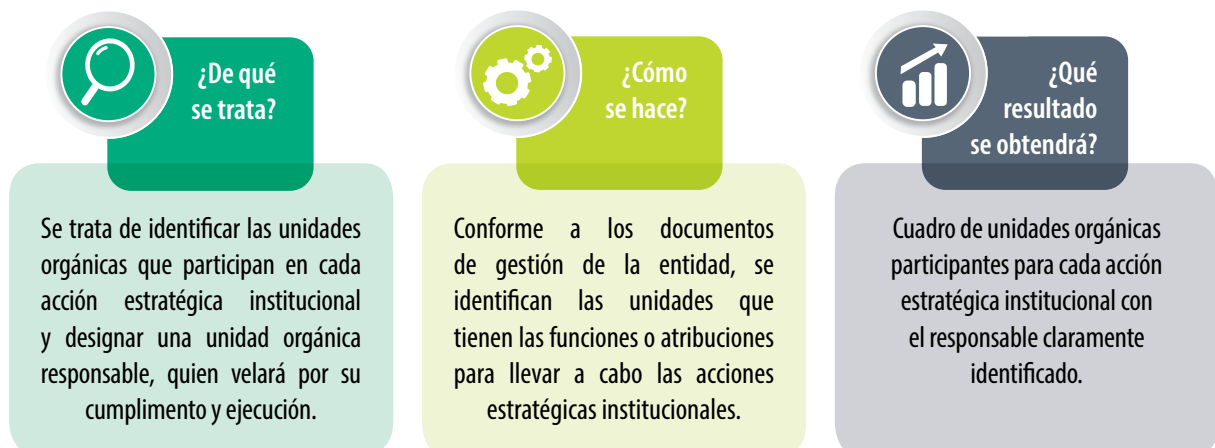 ¿De qué
se trata?
Se trata de identificar las unidades
orgánicas que participan en cada
acción estratégica institucional
y designar una unidad orgánica
responsable, quien velará por su
cumplimento y ejecución.
¿Cómo
se hace?
Conforme a los documentos
de gestión de la entidad, se
identifican las unidades que
tienen las funciones o atribuciones
para llevar a cabo las acciones
estratégicas institucionales.
¿Qué
resultado
se obtendrá?
Cuadro de unidades orgánicas
participantes para cada acción
estratégica institucional con
el responsable claramente
identificado.